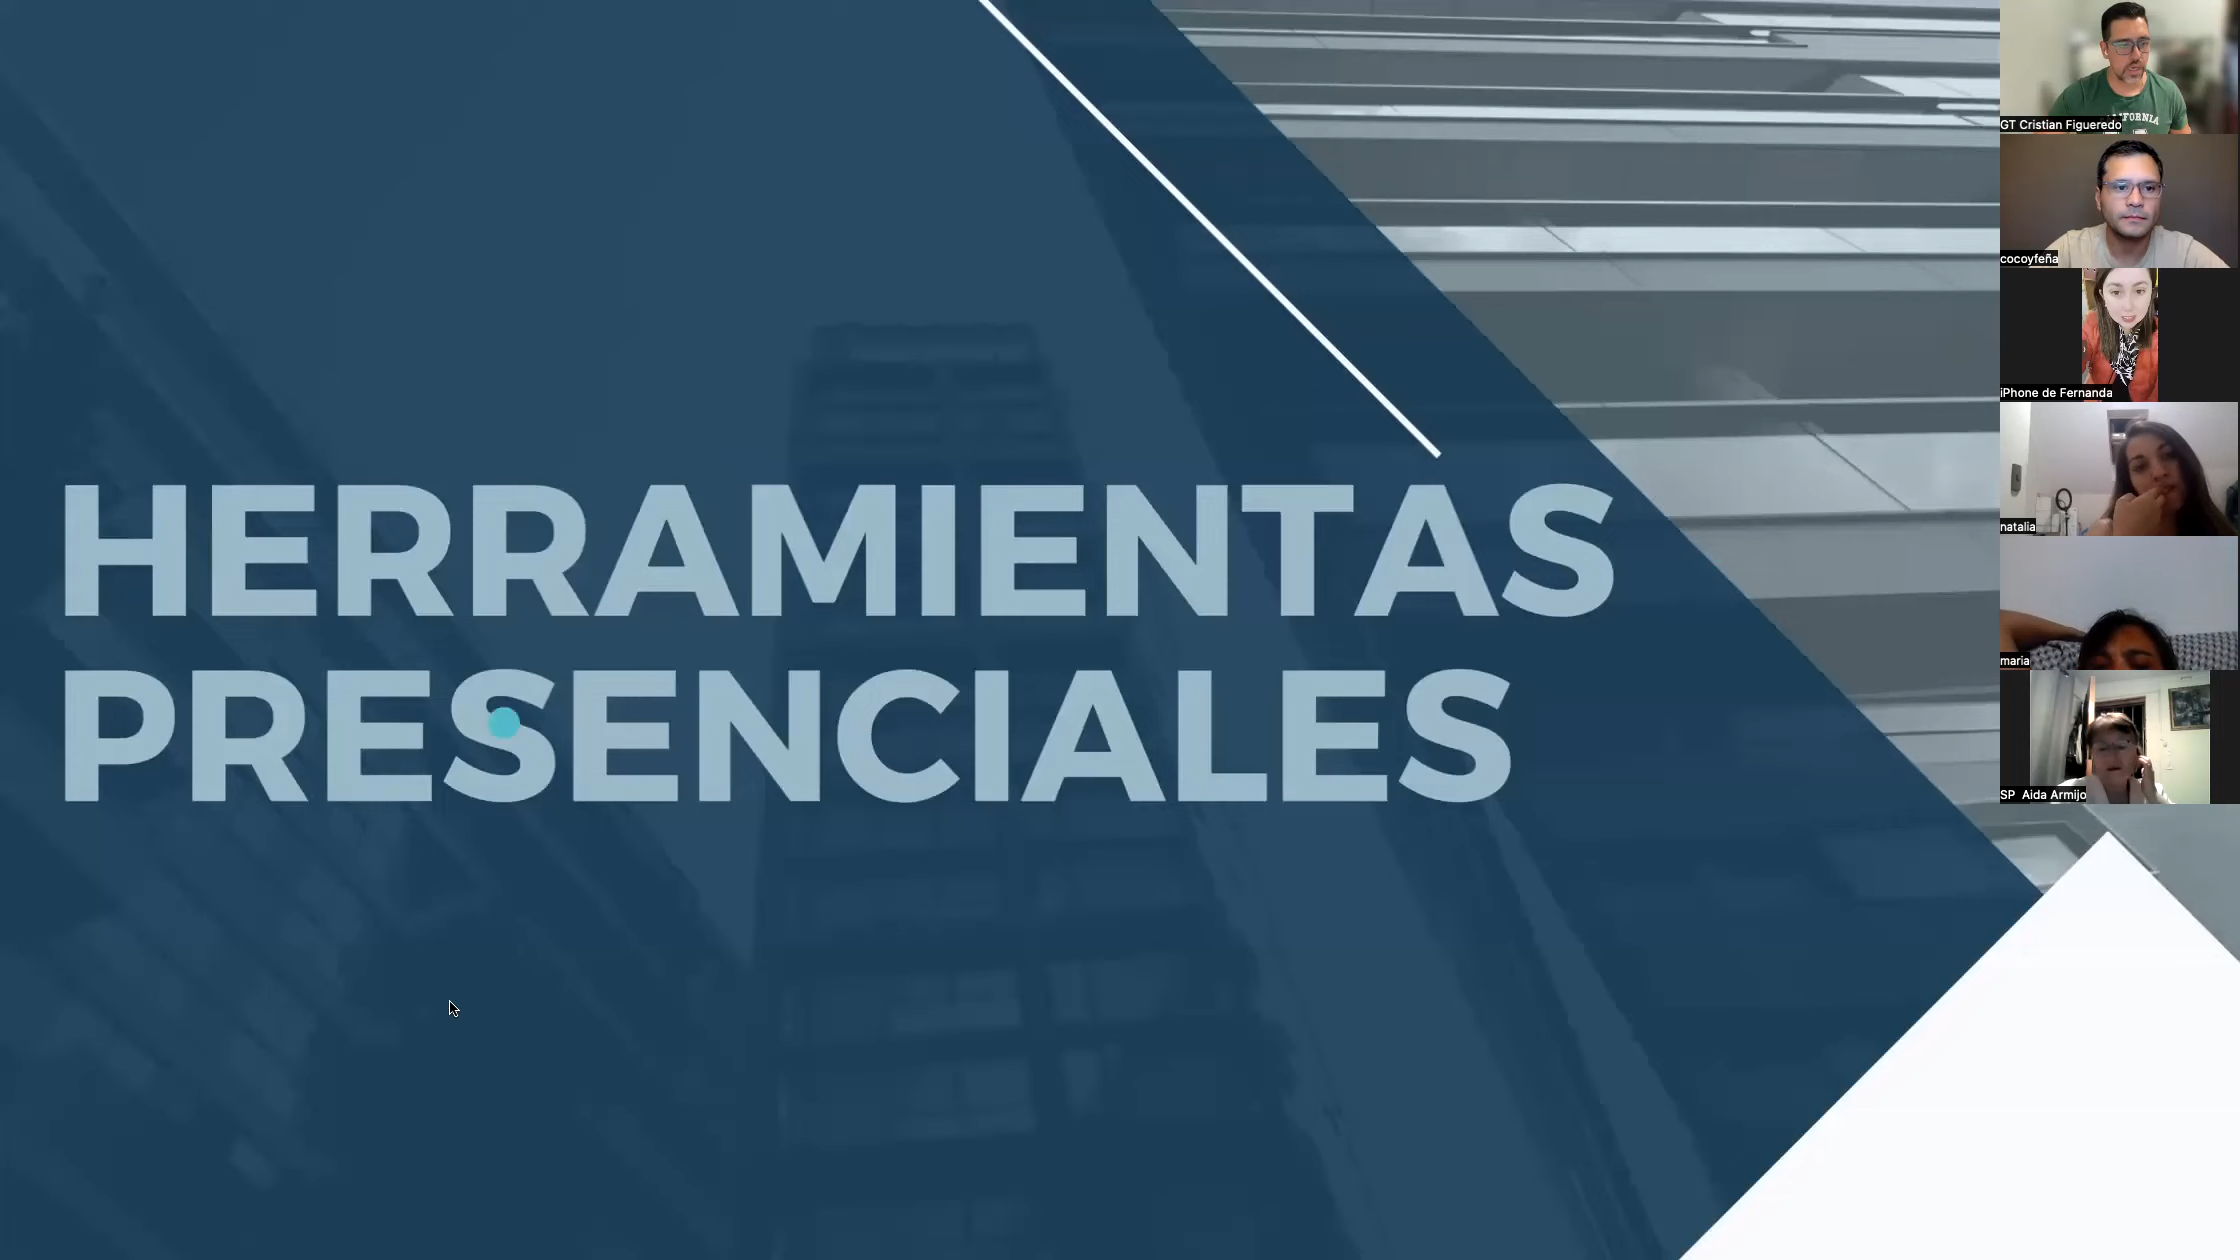 HERRAMIENTAS
PRESENCIALES
GT Cristian Figueredo
cocoyfeña
iPhone de Fernanda
natalia
maria
SP Aida Armijo